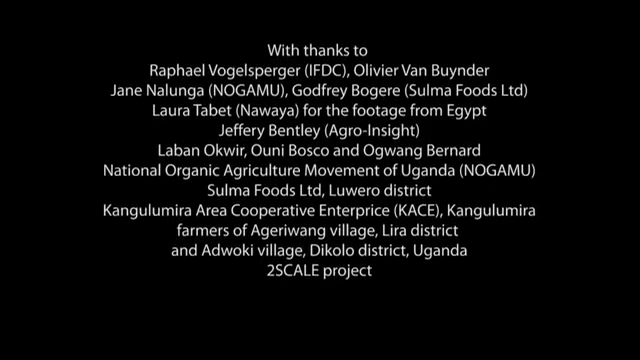 With thanks to
Raphael Vogelsperger (IFDC), Olivier Van Buynder
Jane Nalunga (NOGAMU), Godfrey Bogere (Sulma Foods Ltd)
Laura Tabet (Nawaya) for the footage from Egypt
Jeffery Bentley (Agro-Insight)
Laban Okwir, Ouni Bosco and Ogwang Bernard
National Organic Agriculture Movement of Uganda (NOGAMU)
Sulma Foods Ltd, Luwero district
Kangulumira Area Cooperative Enterprice (KACE), Kangulumira
farmers of Ageriwang village, Lira district
and Adwoki village, Dikolo district, Uganda
2SCALE project